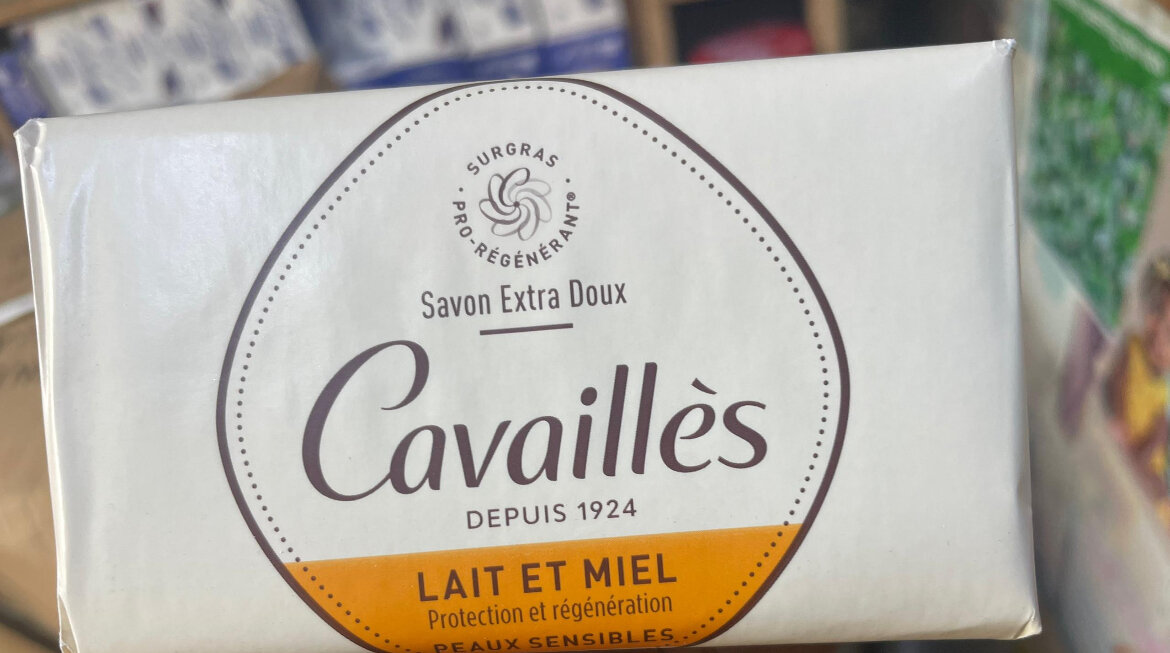 SURGRAS
PRO-RÉGÉNÉRANT®
Savon Extra Doux
Cavaillès
DEPUIS 1924
LAIT ET MIEL
Protection et régénération
PEAUX SENSIBLES